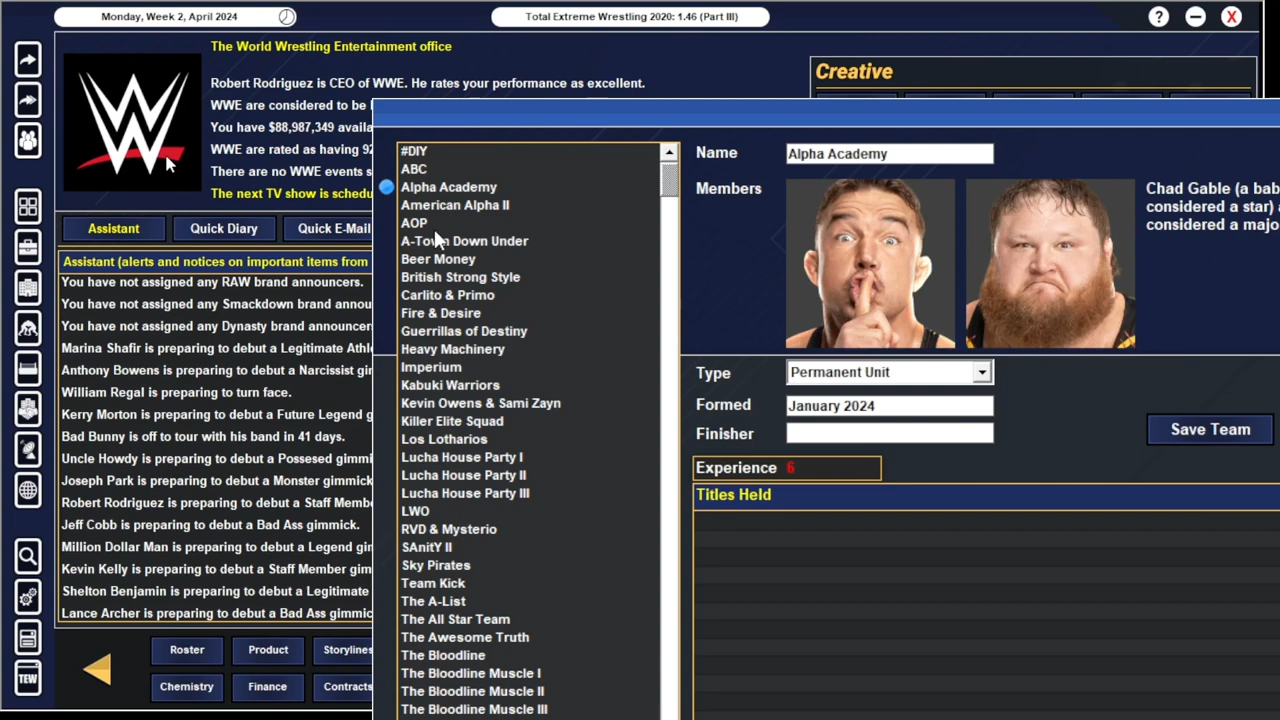 Monday, Week 2, April 2024
Total Extreme Wrestling 2020: 1.46 (Part III)
?
X
The World Wrestling Entertainment office
Robert Rodriguez is CEO of WWE. He rates your performance as excellent.
WWE are considered to be
You have $88,987,349 availa
WWE are rated as having 92
There are no WWE events s
The next TV show is schedu
Creative
Assistant
Quick Diary
Quick E-Mail
Assistant (alerts and notices on important items from
You have not assigned any RAW brand announcers.
You have not assigned any Smackdown brand annou
You have not assigned any Dynasty brand announcers
Marina Shafir is preparing to debut a Legitimate Athl
Anthony Bowens is preparing to debut a Narcissist gi
William Regal is preparing to turn face.
Kerry Morton is preparing to debut a Future Legend g
Bad Bunny is off to tour with his band in 41 days.
Uncle Howdy is preparing to debut a Possesed gimmi
Joseph Park is preparing to debut a Monster gimmick
Robert Rodriguez is preparing to debut a Staff Membe
Jeff Cobb is preparing to debut a Bad Ass gimmick.
Million Dollar Man is preparing to debut a Legend gi
Kevin Kelly is preparing to debut a Staff Member gim
Shelton Benjamin is preparing to debut a Legitimate
Lance Archer is preparing to debut a Bad Ass gimmic
Roster
Product
Storylines
Chemistry
Finance
Contracts
TEW
#DIY
ABC
Alpha Academy
American Alpha II
AOP
A-Town Down Under
Beer Money
British Strong Style
Carlito & Primo
Fire & Desire
Guerrillas of Destiny
Heavy Machinery
Imperium
Kabuki Warriors
Kevin Owens & Sami Zayn
Killer Elite Squad
Los Lotharios
Lucha House Party I
Lucha House Party II
Lucha House Party III
LWO
RVD & Mysterio
SAnitY II
Sky Pirates
Team Kick
The A-List
The All Star Team
The Awesome Truth
The Bloodline
The Bloodline Muscle I
The Bloodline Muscle II
The Bloodline Muscle III
Name
Alpha Academy
Members
Chad Gable (a bab
considered a star) a
considered a majo
Type
Permanent Unit
Formed
January 2024
Finisher
Save Team
Experience 6
Titles Held